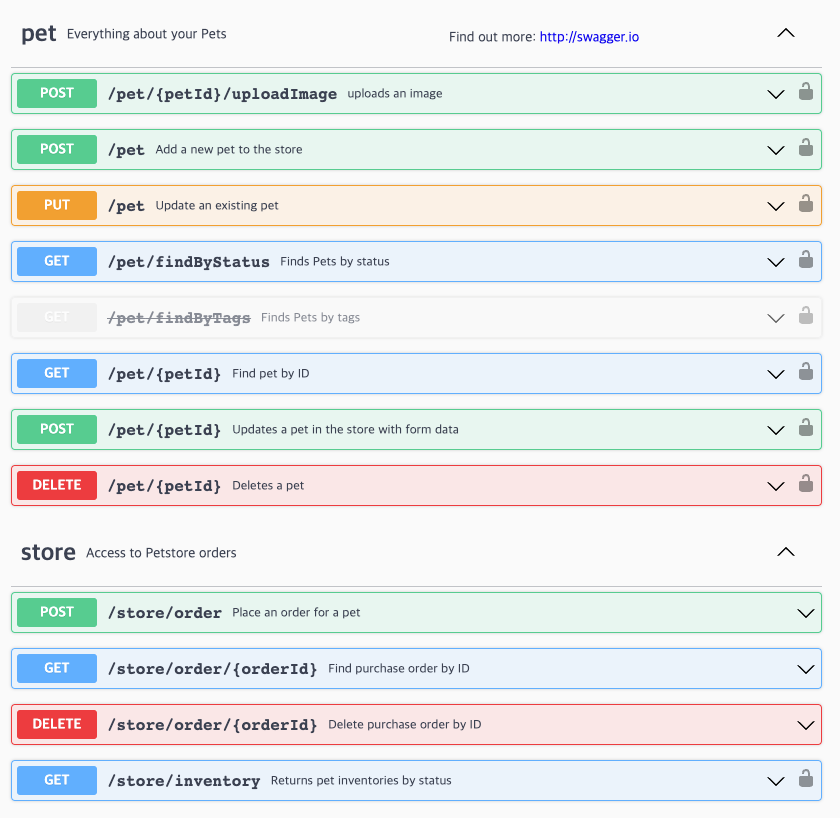 pet Everything about your Pets Find out more: http://swagger.io
POST /pet/{petId}/uploadImage uploads an image
POST /pet Add a new pet to the store
PUT /pet Update an existing pet
GET /pet/findByStatus Finds Pets by status
GET /pet/findByTags Finds Pets by tags
GET /pet/{petId} Find pet by ID
POST /pet/{petId} Updates a pet in the store with form data
DELETE /pet/{petId} Deletes a pet
store Access to Petstore orders
POST /store/order Place an order for a pet
GET /store/order/{orderId} Find purchase order by ID
DELETE /store/order/{orderId} Delete purchase order by ID
GET /store/inventory Returns pet inventories by status